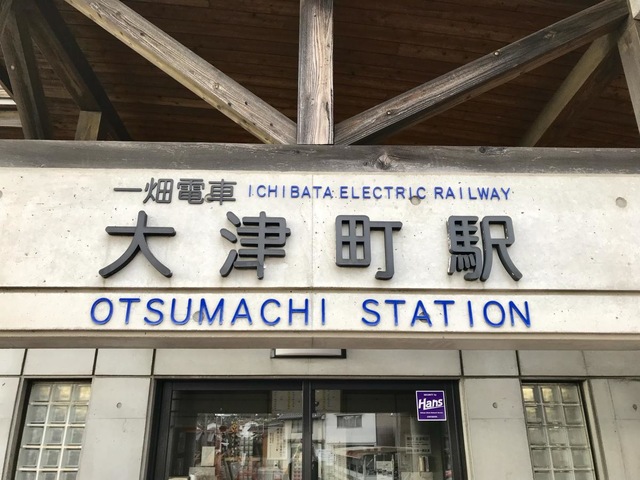 一畑電車 ICHIBATA ELECTRIC RAILWAY
大津町駅
OTSUMACHI STATION
Hans